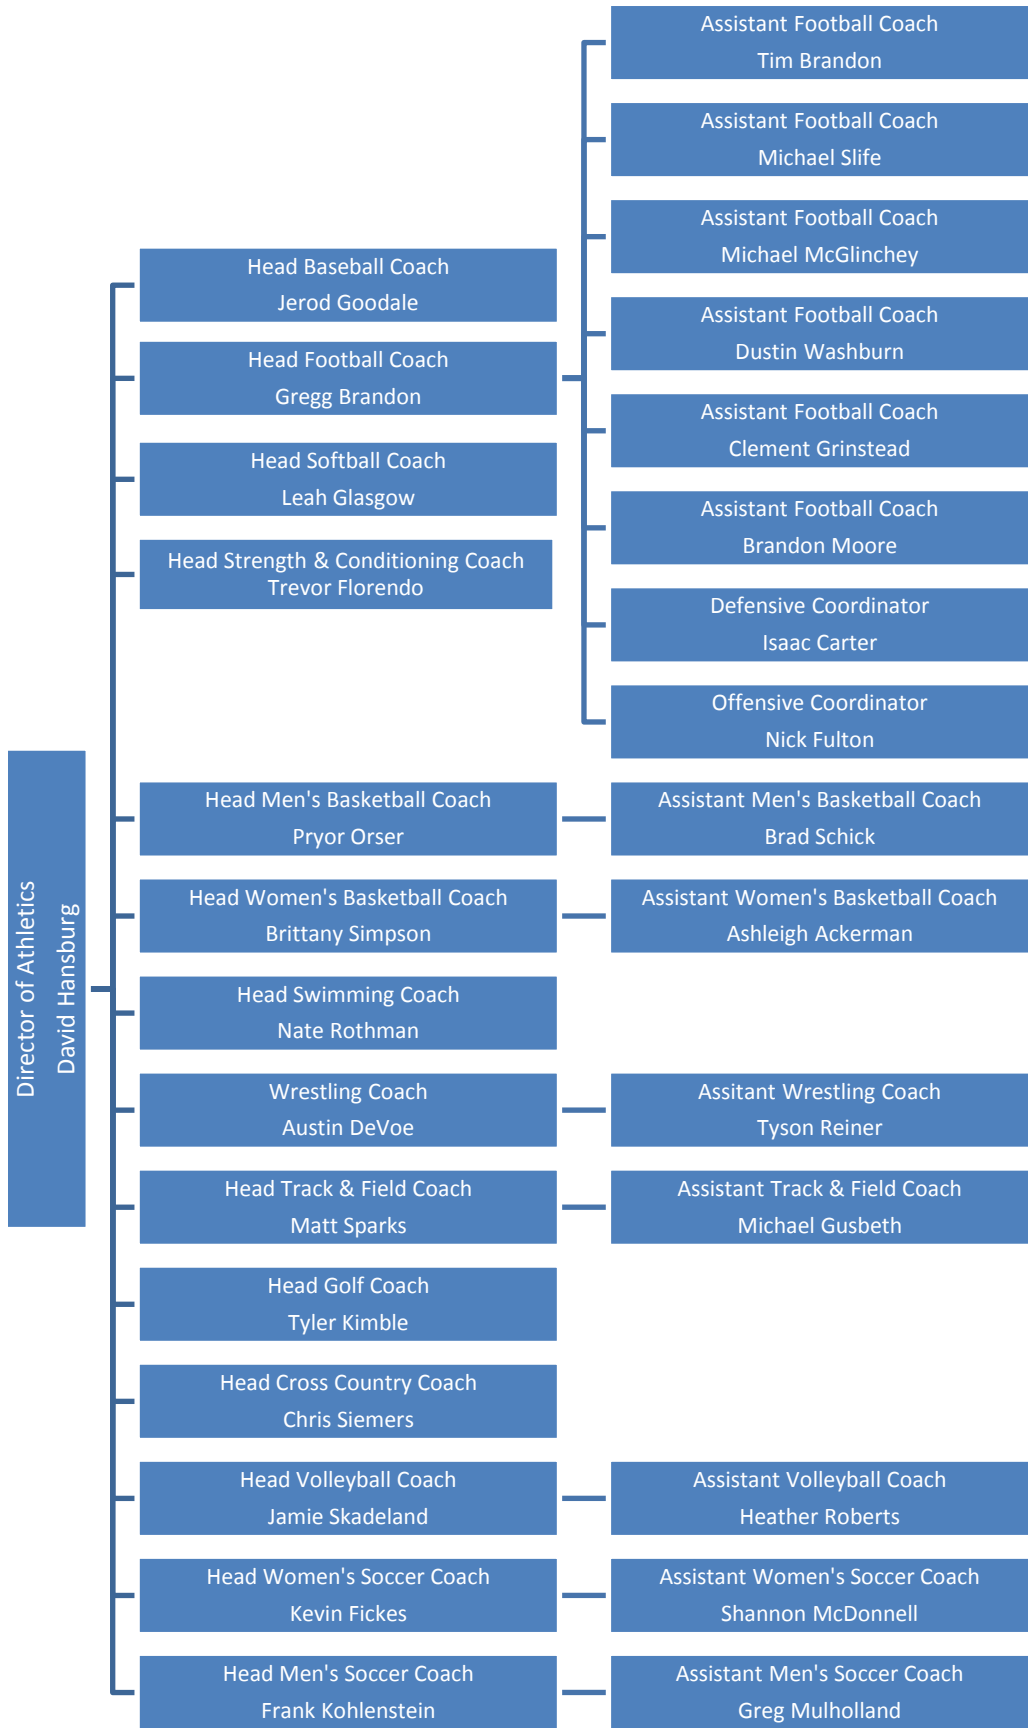 Director of Athletics
David Hansburg
Head Baseball Coach
Jerod Goodale
Head Football Coach
Gregg Brandon
Assistant Football Coach
Tim Brandon
Assistant Football Coach
Michael Slife
Assistant Football Coach
Michael McGlinchey
Assistant Football Coach
Dustin Washburn
Assistant Football Coach
Clement Grinstead
Assistant Football Coach
Brandon Moore
Defensive Coordinator
Isaac Carter
Offensive Coordinator
Nick Fulton
Head Softball Coach
Leah Glasgow
Head Strength & Conditioning Coach
Trevor Florendo
Head Men's Basketball Coach
Pryor Orser
Assistant Men's Basketball Coach
Brad Schick
Head Women's Basketball Coach
Brittany Simpson
Assistant Women's Basketball Coach
Ashleigh Ackerman
Head Swimming Coach
Nate Rothman
Wrestling Coach
Austin DeVoe
Assitant Wrestling Coach
Tyson Reiner
Head Track & Field Coach
Matt Sparks
Assistant Track & Field Coach
Michael Gusbeth
Head Golf Coach
Tyler Kimble
Head Cross Country Coach
Chris Siemers
Head Volleyball Coach
Jamie Skadeland
Assistant Volleyball Coach
Heather Roberts
Head Women's Soccer Coach
Kevin Fickes
Assistant Women's Soccer Coach
Shannon McDonnell
Head Men's Soccer Coach
Frank Kohlenstein
Assistant Men's Soccer Coach
Greg Mulholland